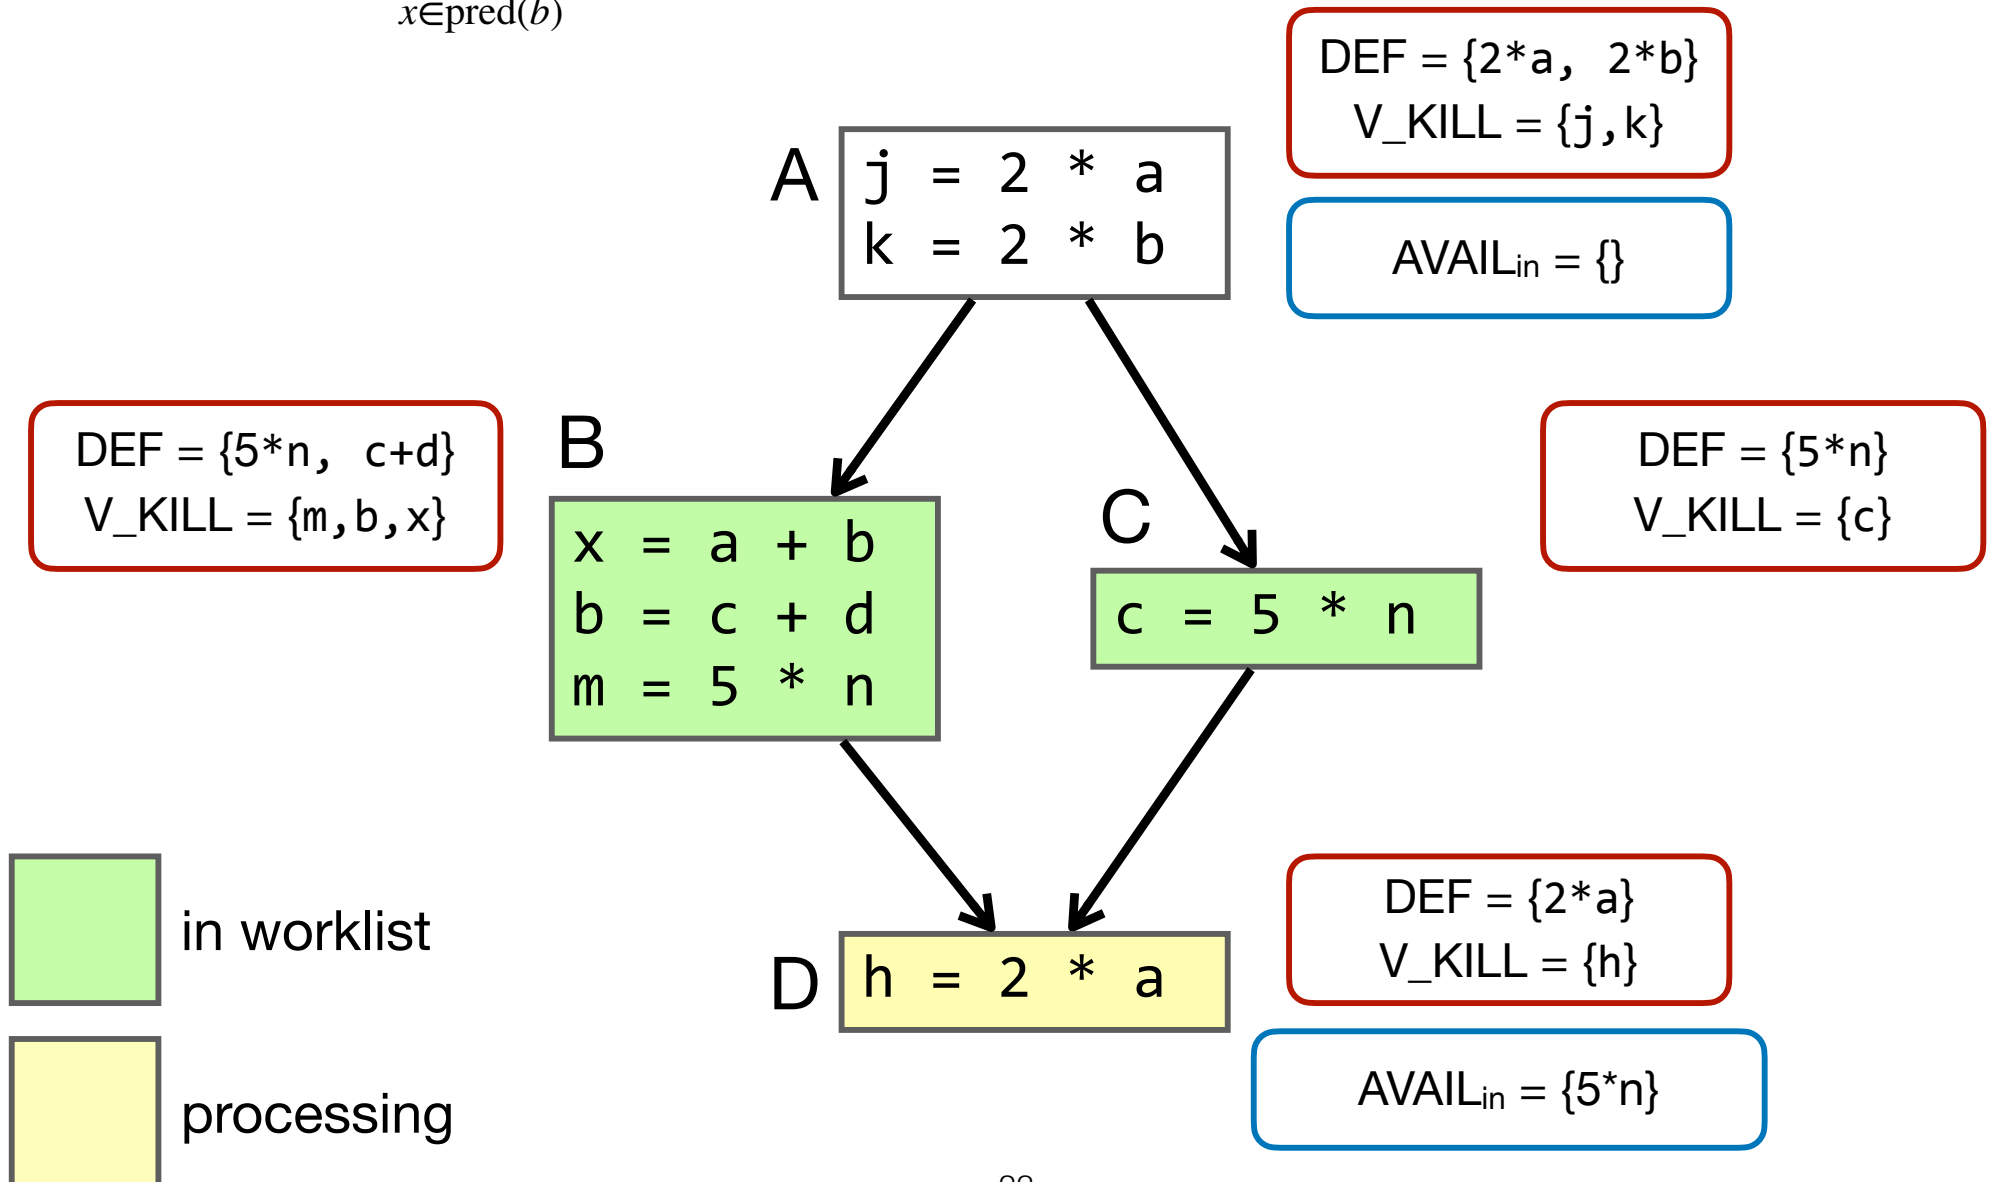 x∈pred(b)
DEF = {2*a, 2*b}
V_KILL = {j,k}
A
j = 2 * a
k = 2 * b
AVAILin = {}
DEF = {5*n, c+d}
V_KILL = {m,b,x}
B
x = a + b
b = c + d
m = 5 * n
C
c = 5 * n
DEF = {5*n}
V_KILL = {c}
in worklist
processing
D
h = 2 * a
DEF = {2*a}
V_KILL = {h}
AVAILin = {5*n}